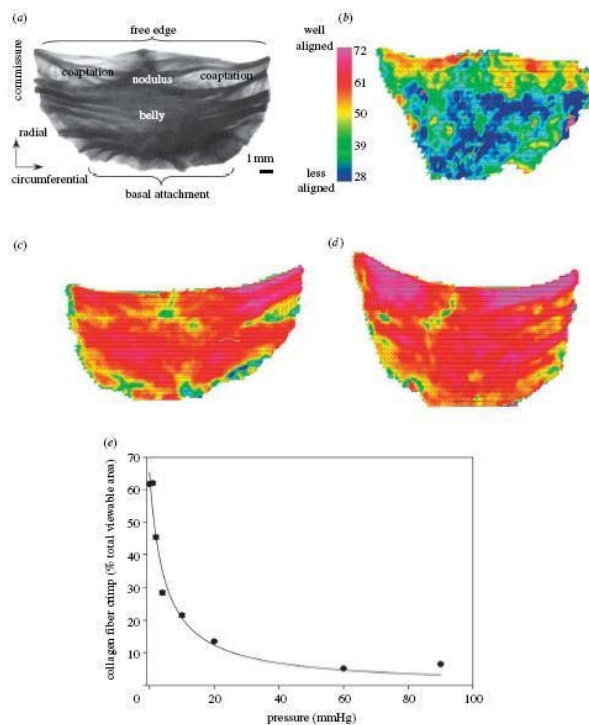 (a)
free edge
commissure
coaptation
nodulus
coaptation
belly
radial
circumferential
1 mm
basal attachment
(b)
well
aligned
72
61
50
39
less
aligned
28
(c)
(d)
(e)
collagen fiber crimp (% total viewable area)
70
60
50
40
30
20
10
0
20
40
60
80
100
pressure (mmHg)